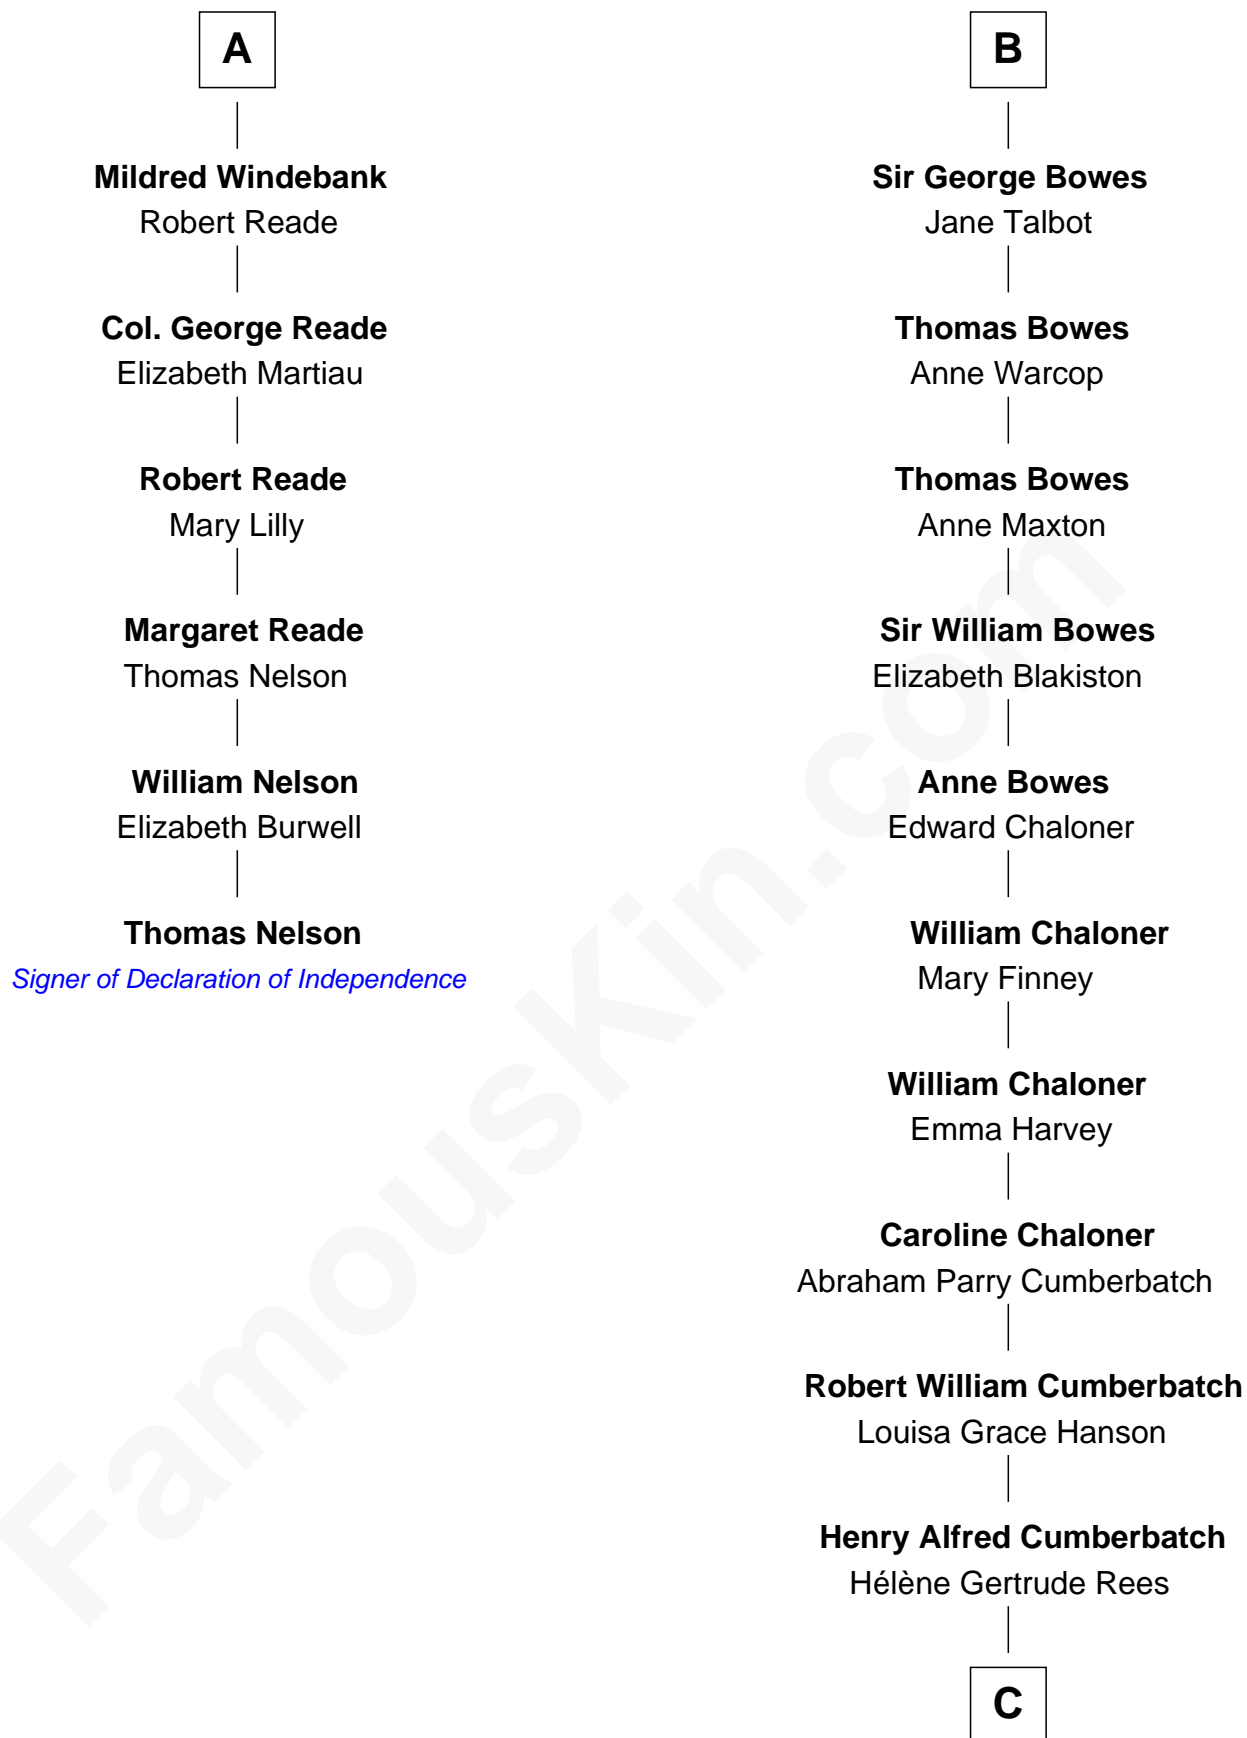 A
Mildred Windebank
Robert Reade
Col. George Reade
Elizabeth Martiau
Robert Reade
Mary Lilly
Margaret Reade
Thomas Nelson
William Nelson
Elizabeth Burwell
Thomas Nelson
Signer of Declaration of Independence
B
Sir George Bowes
Jane Talbot
Thomas Bowes
Anne Warcop
Thomas Bowes
Anne Maxton
Sir William Bowes
Elizabeth Blakiston
Anne Bowes
Edward Chaloner
William Chaloner
Mary Finney
William Chaloner
Emma Harvey
Caroline Chaloner
Abraham Parry Cumberbatch
Robert William Cumberbatch
Louisa Grace Hanson
Henry Alfred Cumberbatch
Hélène Gertrude Rees
C
FamousKin.com